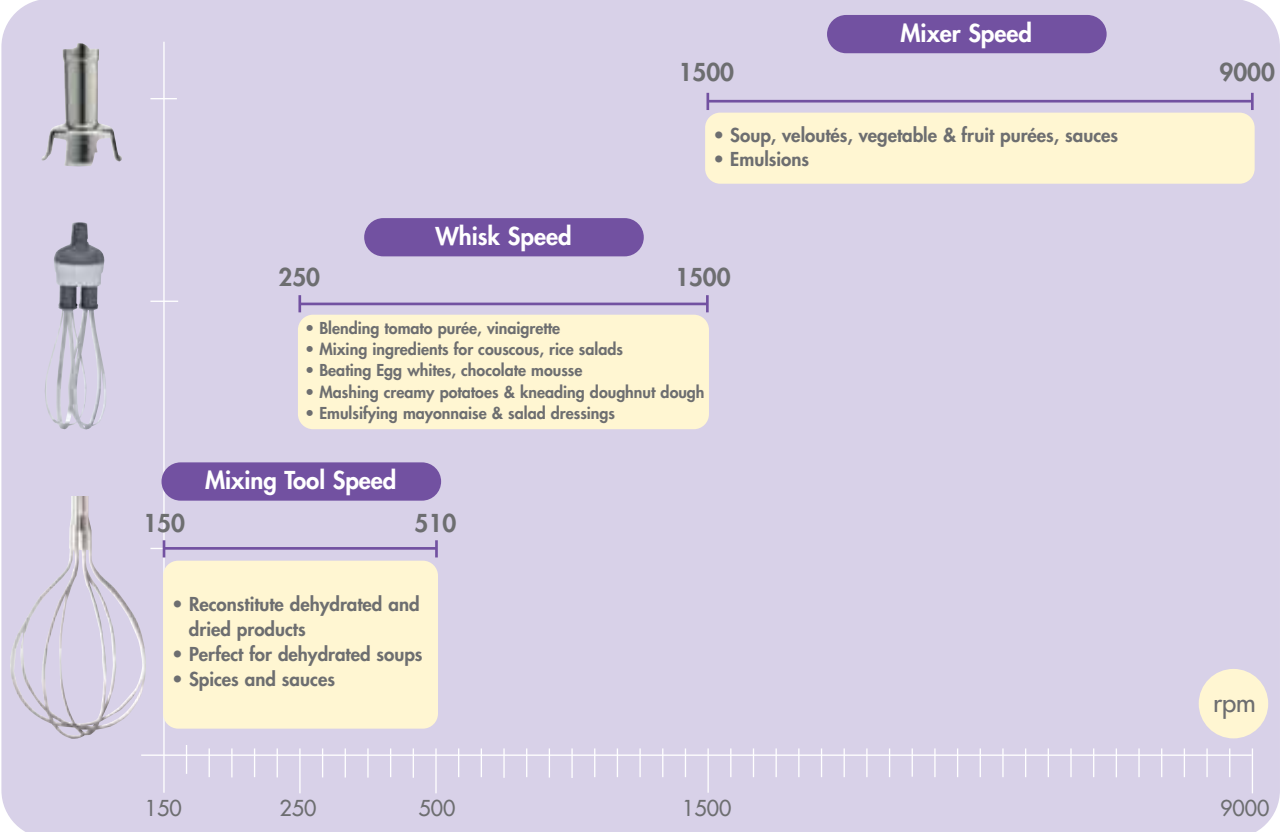 Mixer Speed
1500 9000
• Soup, veloutés, vegetable & fruit purées, sauces
• Emulsions
Whisk Speed
250 1500
• Blending tomato purée, vinaigrette
• Mixing ingredients for couscous, rice salads
• Beating Egg whites, chocolate mousse
• Mashing creamy potatoes & kneading doughnut dough
• Emulsifying mayonnaise & salad dressings
Mixing Tool Speed
150 510
• Reconstitute dehydrated and
dried products
• Perfect for dehydrated soups
• Spices and sauces
rpm
150 250 500 1500 9000